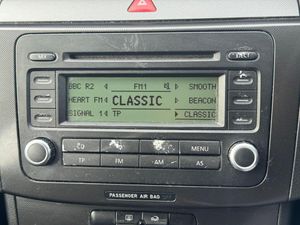 EJECT
BBC R2 FM1 SMOOTH
HEART FM CLASSIC BEACON
SIGNAL 1 TP CLASSIC
TP FM AM AS
MENU
PASSENGER AIR BAG